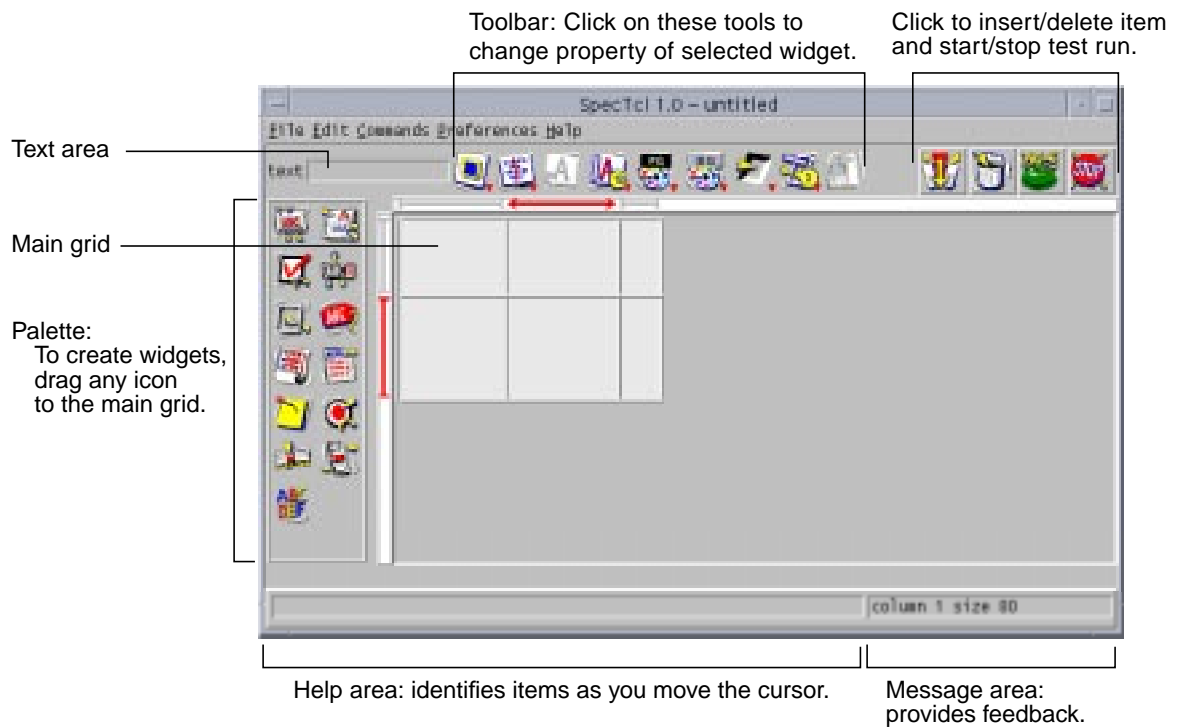 Toolbar: Click on these tools to
change property of selected widget.
Click to insert/delete item
and start/stop test run.
SpecTcl 1.0 – untitled
File Edit Commands Preferences Help
Text area
text
STOP
Main grid
Palette:
To create widgets,
drag any icon
to the main grid.
column 1 size 80
Help area: identifies items as you move the cursor.
Message area:
provides feedback.